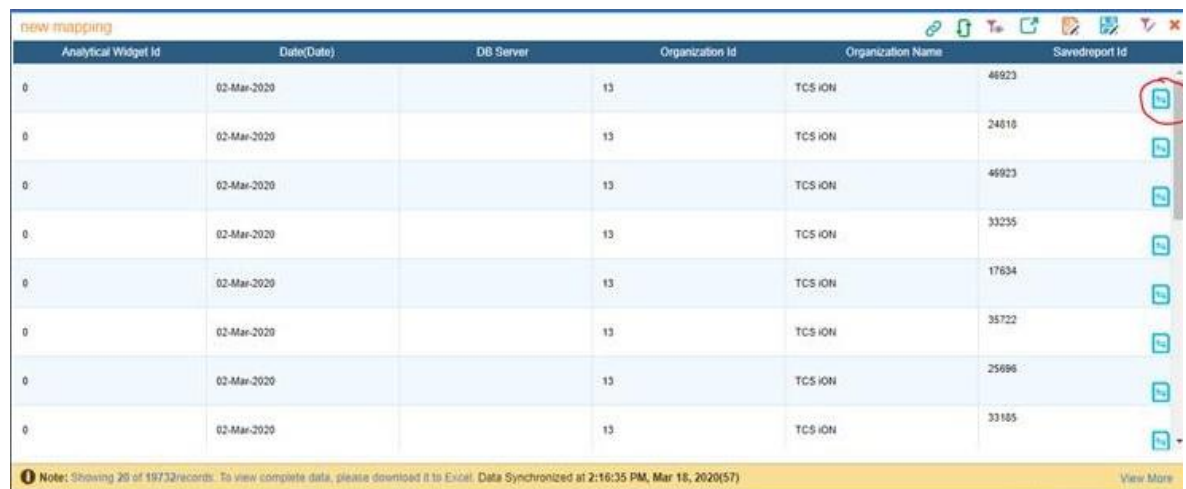 new mapping
Analytical Widget Id Date(Date) DB Server Organization Id Organization Name Savedreport Id
0 02-Mar-2020 13 TCS iON 46923
0 02-Mar-2020 13 TCS iON 24818
0 02-Mar-2020 13 TCS iON 46923
0 02-Mar-2020 13 TCS iON 33235
0 02-Mar-2020 13 TCS iON 17634
0 02-Mar-2020 13 TCS iON 35722
0 02-Mar-2020 13 TCS iON 25696
0 02-Mar-2020 13 TCS iON 33185
Note: Showing 20 of 19732records. To view complete data, please download it to Excel. Data Synchronized at 2:16:35 PM, Mar 18, 2020(57) View More